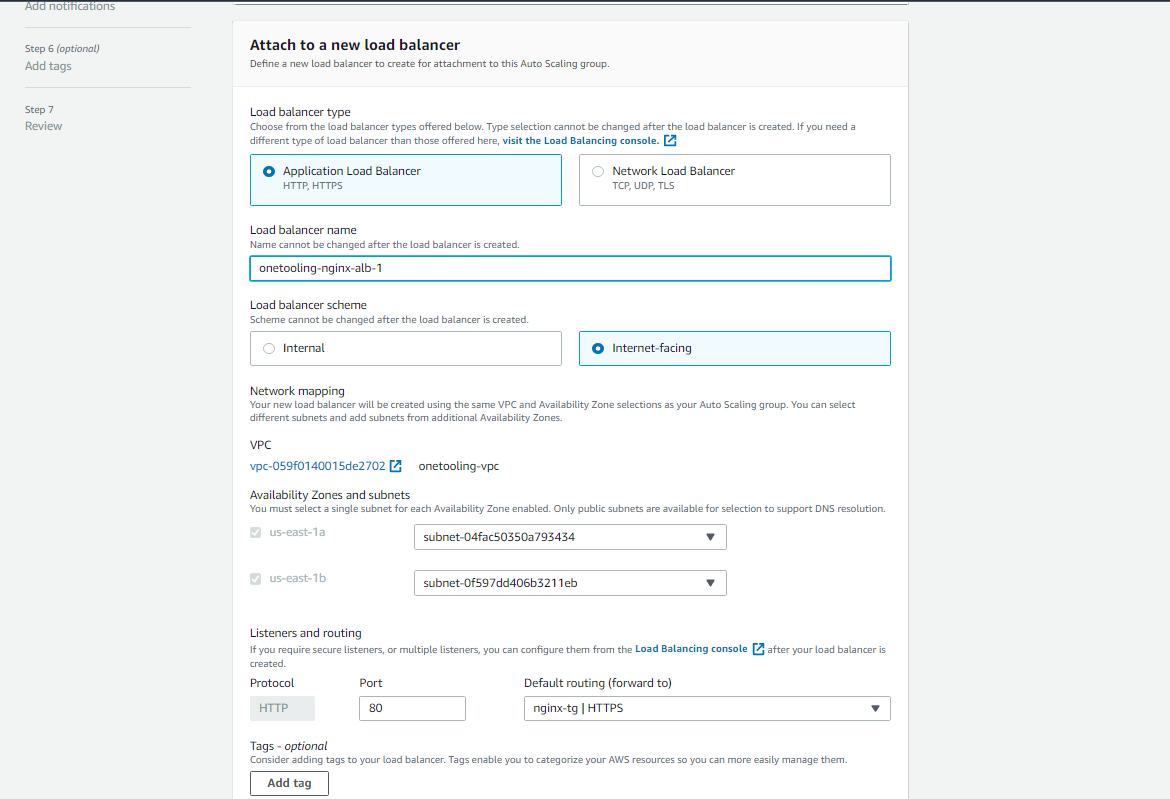 Add notifications
Step 6 (optional)
Add tags
Step 7
Review
Attach to a new load balancer
Define a new load balancer to create for attachment to this Auto Scaling group.
Load balancer type
Choose from the load balancer types offered below. Type selection cannot be changed after the load balancer is created. If you need a
different type of load balancer than those offered here, visit the Load Balancing console.
Application Load Balancer
HTTP, HTTPS
Network Load Balancer
TCP, UDP, TLS
Load balancer name
Name cannot be changed after the load balancer is created.
onetooling-nginx-alb-1
Load balancer scheme
Scheme cannot be changed after the load balancer is created.
Internal
Internet-facing
Network mapping
Your new load balancer will be created using the same VPC and Availability Zone selections as your Auto Scaling group. You can select
different subnets and add subnets from additional Availability Zones.
VPC
vpc-059f0140015de2702 onetooling-vpc
Availability Zones and subnets
You must select a single subnet for each Availability Zone enabled. Only public subnets are available for selection to support DNS resolution.
us-east-1a
subnet-04fac50350a793434
us-east-1b
subnet-0f597dd406b3211eb
Listeners and routing
If you require secure listeners, or multiple listeners, you can configure them from the Load Balancing console after your load balancer is
created.
Protocol Port Default routing (forward to)
HTTP 80 nginx-tg | HTTPS
Tags - optional
Consider adding tags to your load balancer. Tags enable you to categorize your AWS resources so you can more easily manage them.
Add tag